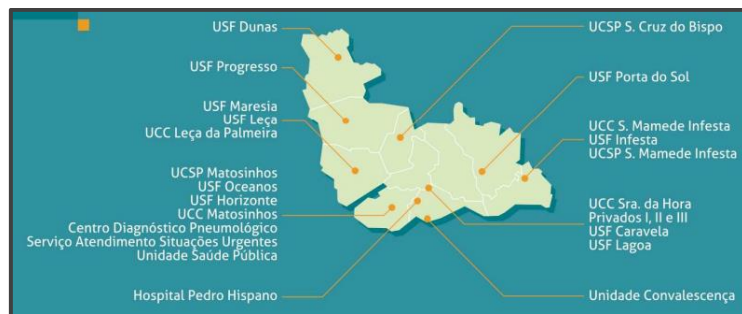 USF Dunas
USF Progresso
USF Maresia
USF Leça
UCC Leça da Palmeira
UCSP Matosinhos
USF Oceanos
USF Horizonte
UCC Matosinhos
Centro Diagnóstico Pneumológico
Serviço Atendimento Situações Urgentes
Unidade Saúde Pública
Hospital Pedro Hispano
UCSP S. Cruz do Bispo
USF Porta do Sol
UCC S. Mamede Infesta
USF Infesta
UCSP S. Mamede Infesta
UCC Sra. da Hora
Privados I, II e III
USF Caravela
USF Lagoa
Unidade Convalescença